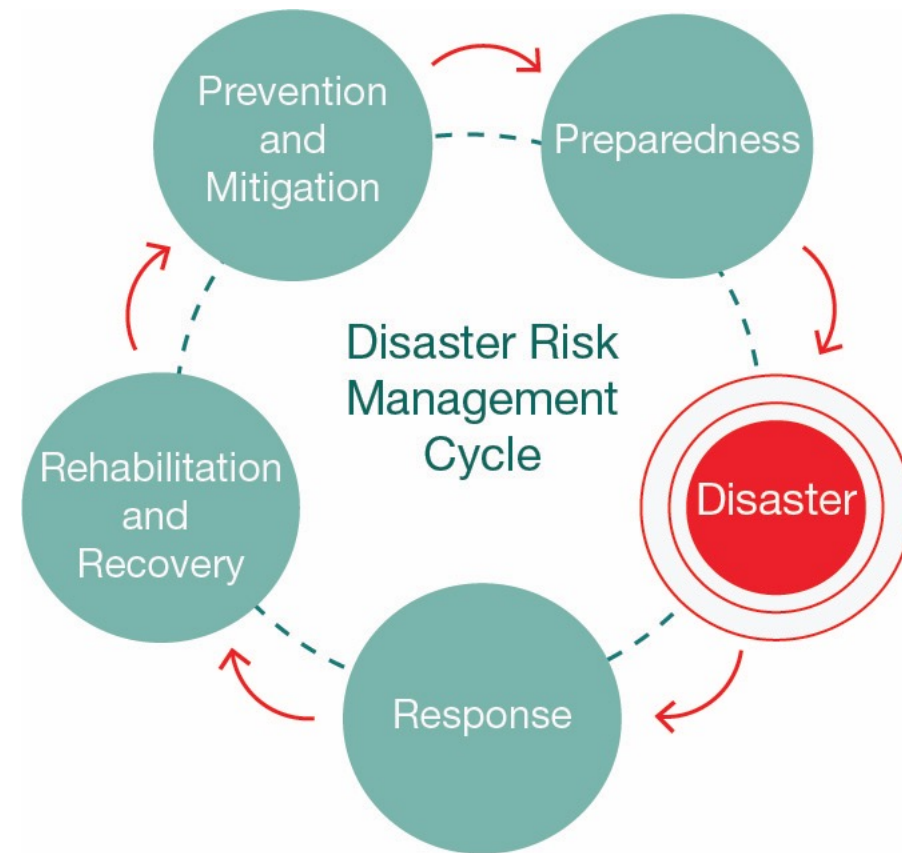 Prevention
and
Mitigation
Preparedness
Disaster Risk
Management
Cycle
Disaster
Response
Rehabilitation
and
Recovery